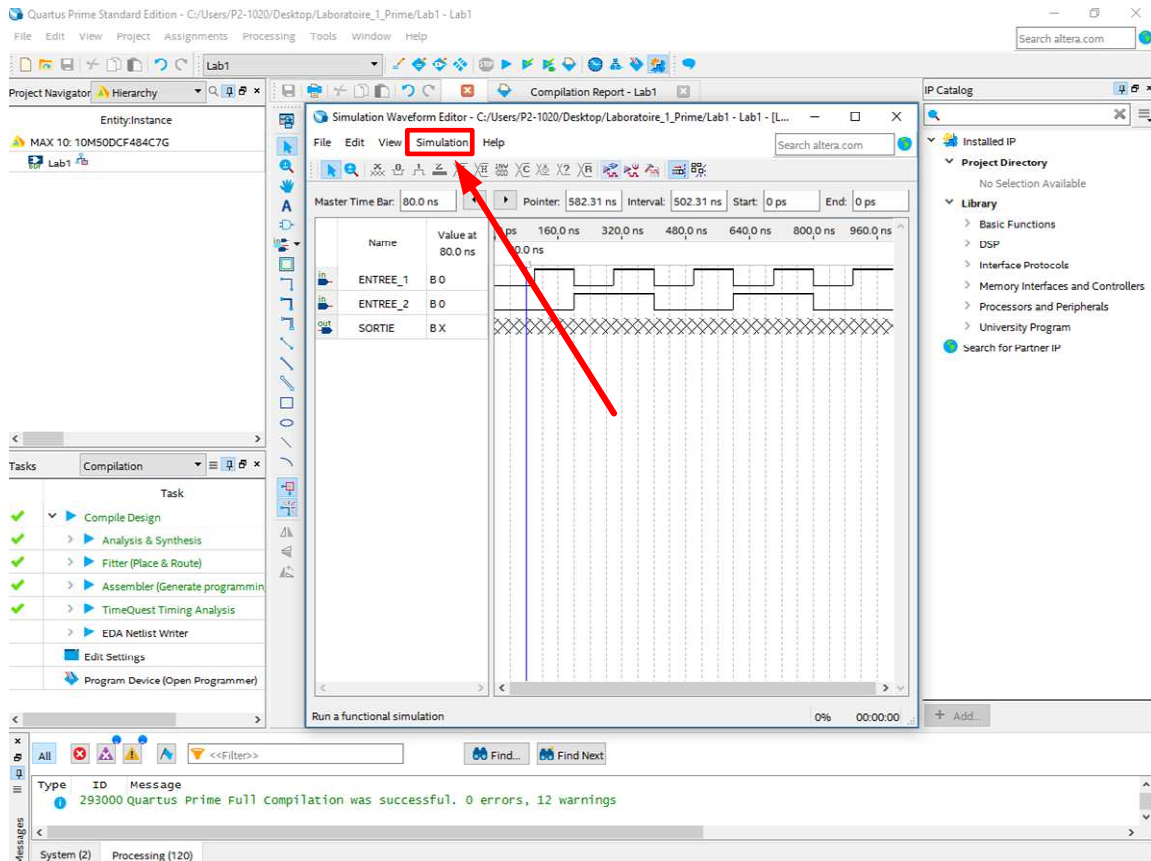 Quartus Prime Standard Edition - C:/Users/P2-1020/Desktop/Laboratoire_1_Prime/Lab1 - Lab1
File Edit View Project Assignments Processing Tools Window Help
Search altera.com
Lab1
Project Navigator Hierarchy
Compilation Report - Lab1
IP Catalog
Entity:Instance
MAX 10: 10M50DCF484C7G
Lab1
Simulation Waveform Editor - C:/Users/P2-1020/Desktop/Laboratoire_1_Prime/Lab1 - Lab1 - [L...
File Edit View Simulation Help
Search altera.com
Master Time Bar: 80.0 ns Pointer: 582.31 ns Interval: 502.31 ns Start: 0 ps End: 0 ps
Name
Value at
80.0 ns
ps 160.0 ns 320.0 ns 480.0 ns 640.0 ns 800.0 ns 960.0 ns
0.0 ns
in ENTREE_1 B 0
in ENTREE_2 B 0
out SORTIE B X
Run a functional simulation
0% 00:00:00
Installed IP
Project Directory
No Selection Available
Library
Basic Functions
DSP
Interface Protocols
Memory Interfaces and Controllers
Processors and Peripherals
University Program
Search for Partner IP
+ Add...
Tasks Compilation
Task
Compile Design
Analysis & Synthesis
Fitter (Place & Route)
Assembler (Generate programmin
TimeQuest Timing Analysis
EDA Netlist Writer
Edit Settings
Program Device (Open Programmer)
All
<<Filter>>
Find...
Find Next
Type ID Message
293000 Quartus Prime Full Compilation was successful. 0 errors, 12 warnings
Messages
System (2) Processing (120)